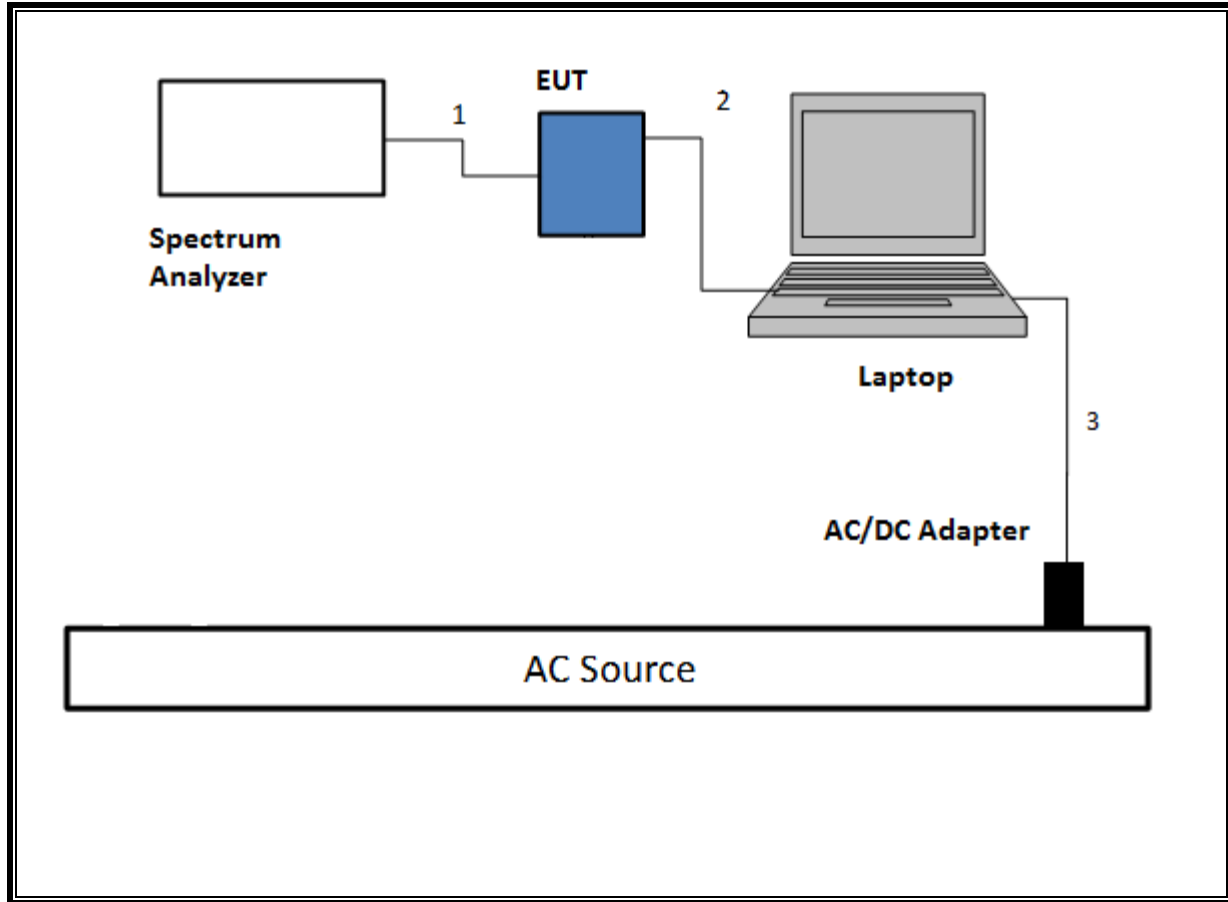 EUT
1
2
Spectrum
Analyzer
Laptop
3
AC/DC Adapter
AC Source